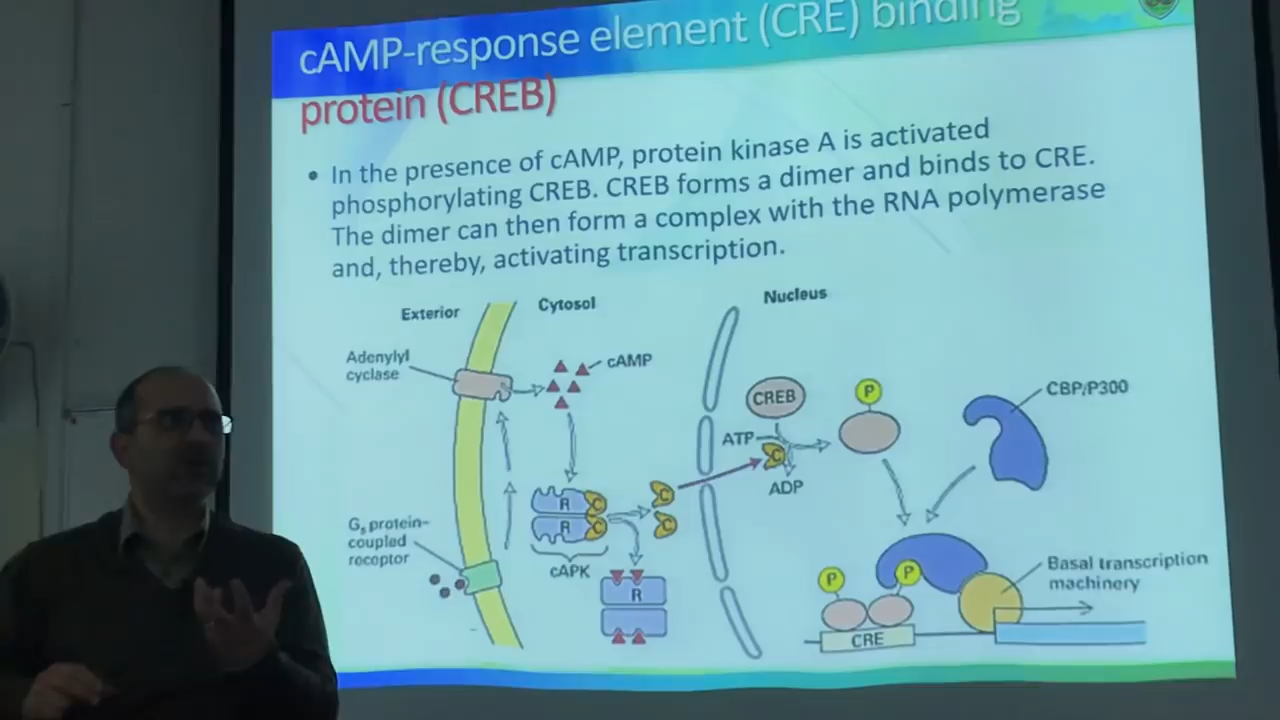 cAMP-response element (CRE) binding
protein (CREB)
• In the presence of cAMP, protein kinase A is activated
phosphorylating CREB. CREB forms a dimer and binds to CRE.
The dimer can then form a complex with the RNA polymerase
and, thereby, activating transcription.
Exterior
Cytosol
Nucleus
Adenylyl
cyclase
cAMP
CREB
P
CBP/P300
ATP
C
ADP
R C
R C
C
C
Gs protein-
coupled
receptor
cAPK
R
P
P
Basal transcription
machinery
CRE